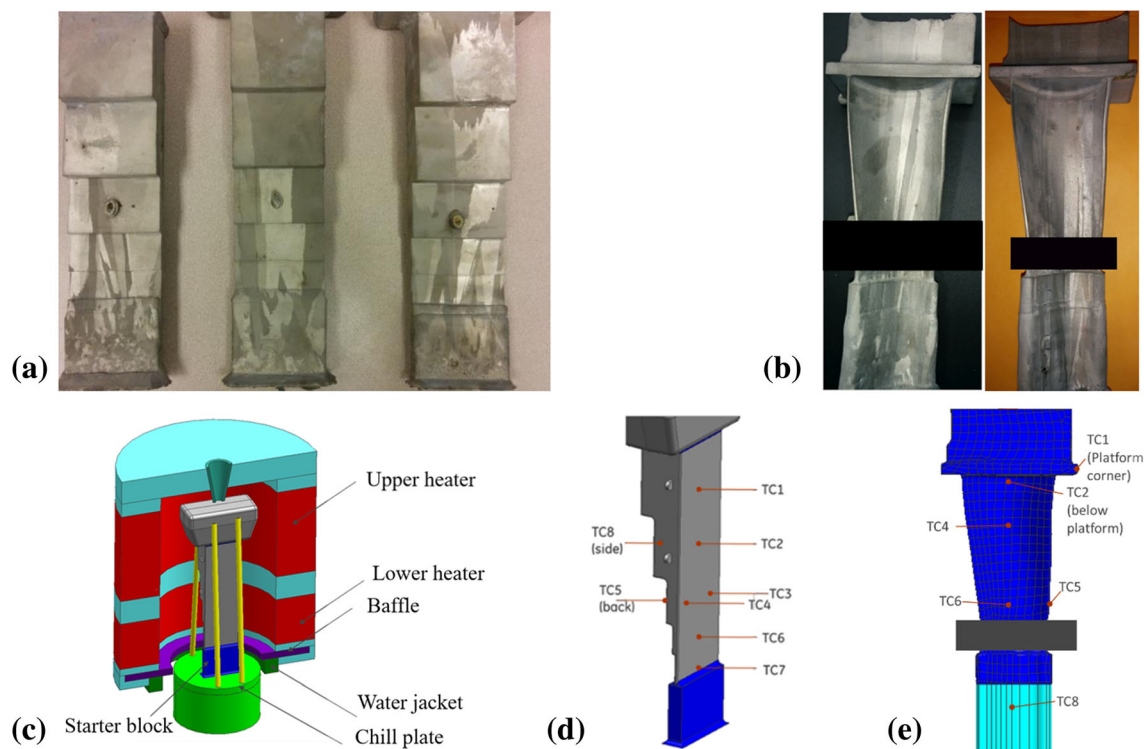 (a)
(b)
Upper heater
Lower heater
Baffle
Water jacket
Chill plate
Starter block
(c)
TC1
TC2
TC8
(side)
TC5
(back)
TC3
TC4
TC6
TC7
(d)
TC1
(Platform
corner)
TC2
(below
platform)
TC4
TC6
TC5
TC8
(e)